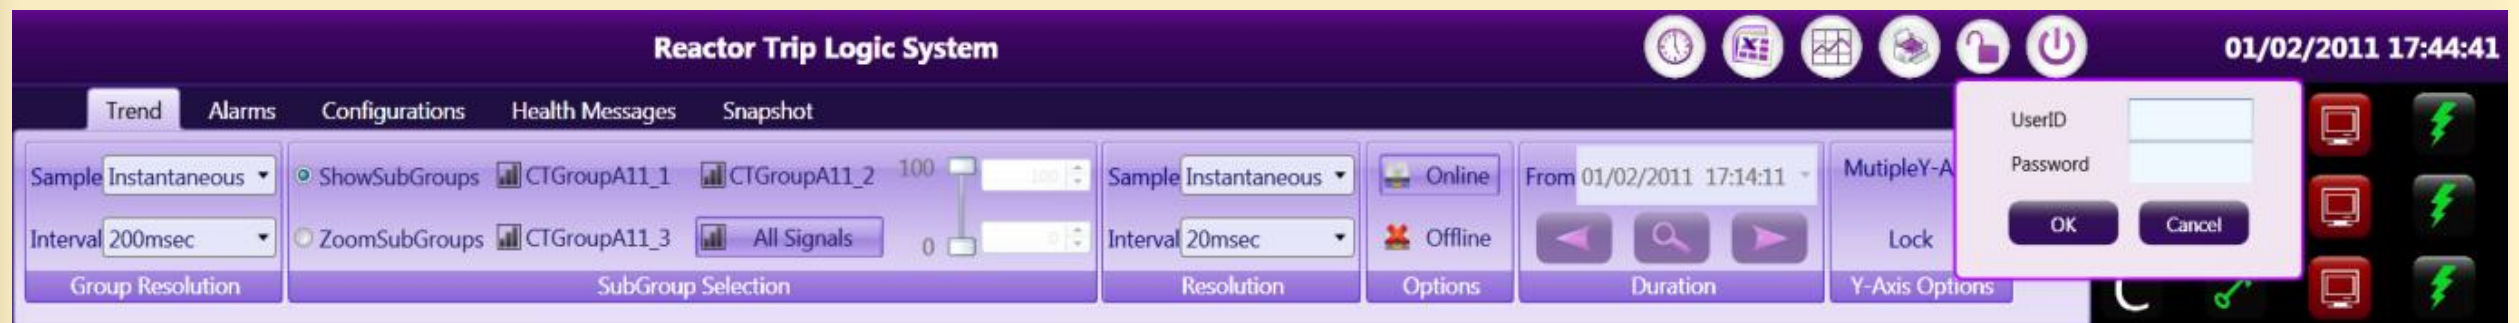 Reactor Trip Logic System
01/02/2011 17:44:41
Trend Alarms Configurations Health Messages Snapshot
UserID
Password
OK Cancel
Sample Instantaneous
Interval 200msec
Group Resolution
ShowSubGroups CTGroupA11_1 CTGroupA11_2 100 100
ZoomSubGroups CTGroupA11_3 All Signals 0 0
SubGroup Selection
Sample Instantaneous
Interval 20msec
Resolution
Online
Offline
Options
From 01/02/2011 17:14:11
Duration
MutipleY-A
Lock
Y-Axis Options